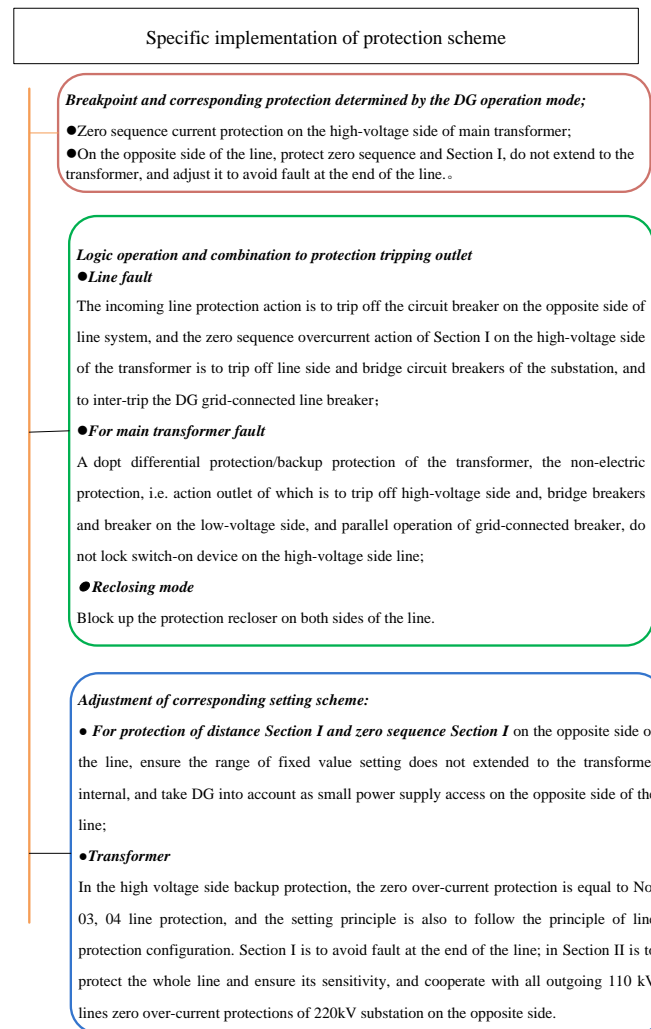 Specific implementation of protection scheme
Breakpoint and corresponding protection determined by the DG operation mode;
●Zero sequence current protection on the high-voltage side of main transformer;
●On the opposite side of the line, protect zero sequence and Section I, do not extend to the
transformer, and adjust it to avoid fault at the end of the line.。
Logic operation and combination to protection tripping outlet
●Line fault
The incoming line protection action is to trip off the circuit breaker on the opposite side of
line system, and the zero sequence overcurrent action of Section I on the high-voltage side
of the transformer is to trip off line side and bridge circuit breakers of the substation, and
to inter-trip the DG grid-connected line breaker；
●For main transformer fault
A dopt differential protection/backup protection of the transformer, the non-electric
protection, i.e. action outlet of which is to trip off high-voltage side and, bridge breakers
and breaker on the low-voltage side, and parallel operation of grid-connected breaker, do
not lock switch-on device on the high-voltage side line;
●Reclosing mode
Block up the protection recloser on both sides of the line.
Adjustment of corresponding setting scheme:
● For protection of distance Section I and zero sequence Section I on the opposite side o
the line, ensure the range of fixed value setting does not extended to the transforme
internal, and take DG into account as small power supply access on the opposite side of the
line;
●Transformer
In the high voltage side backup protection, the zero over-current protection is equal to No
03, 04 line protection, and the setting principle is also to follow the principle of line
protection configuration. Section I is to avoid fault at the end of the line; in Section II is to
protect the whole line and ensure its sensitivity, and cooperate with all outgoing 110 kV
lines zero over-current protections of 220kV substation on the opposite side.